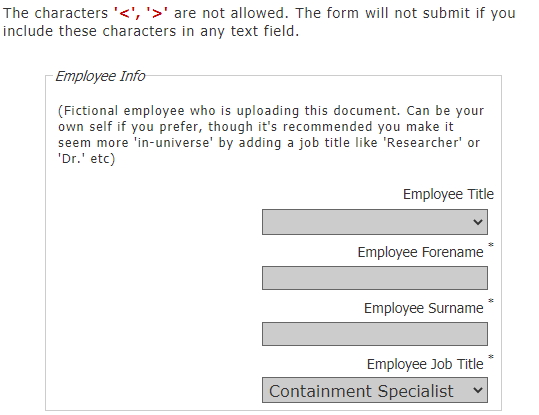 The characters '<', '>' are not allowed. The form will not submit if you
include these characters in any text field.
Employee Info
(Fictional employee who is uploading this document. Can be your
own self if you prefer, though it's recommended you make it
seem more 'in-universe' by adding a job title like 'Researcher' or
'Dr.' etc)
Employee Title
Employee Forename *
Employee Surname *
Employee Job Title *
Containment Specialist